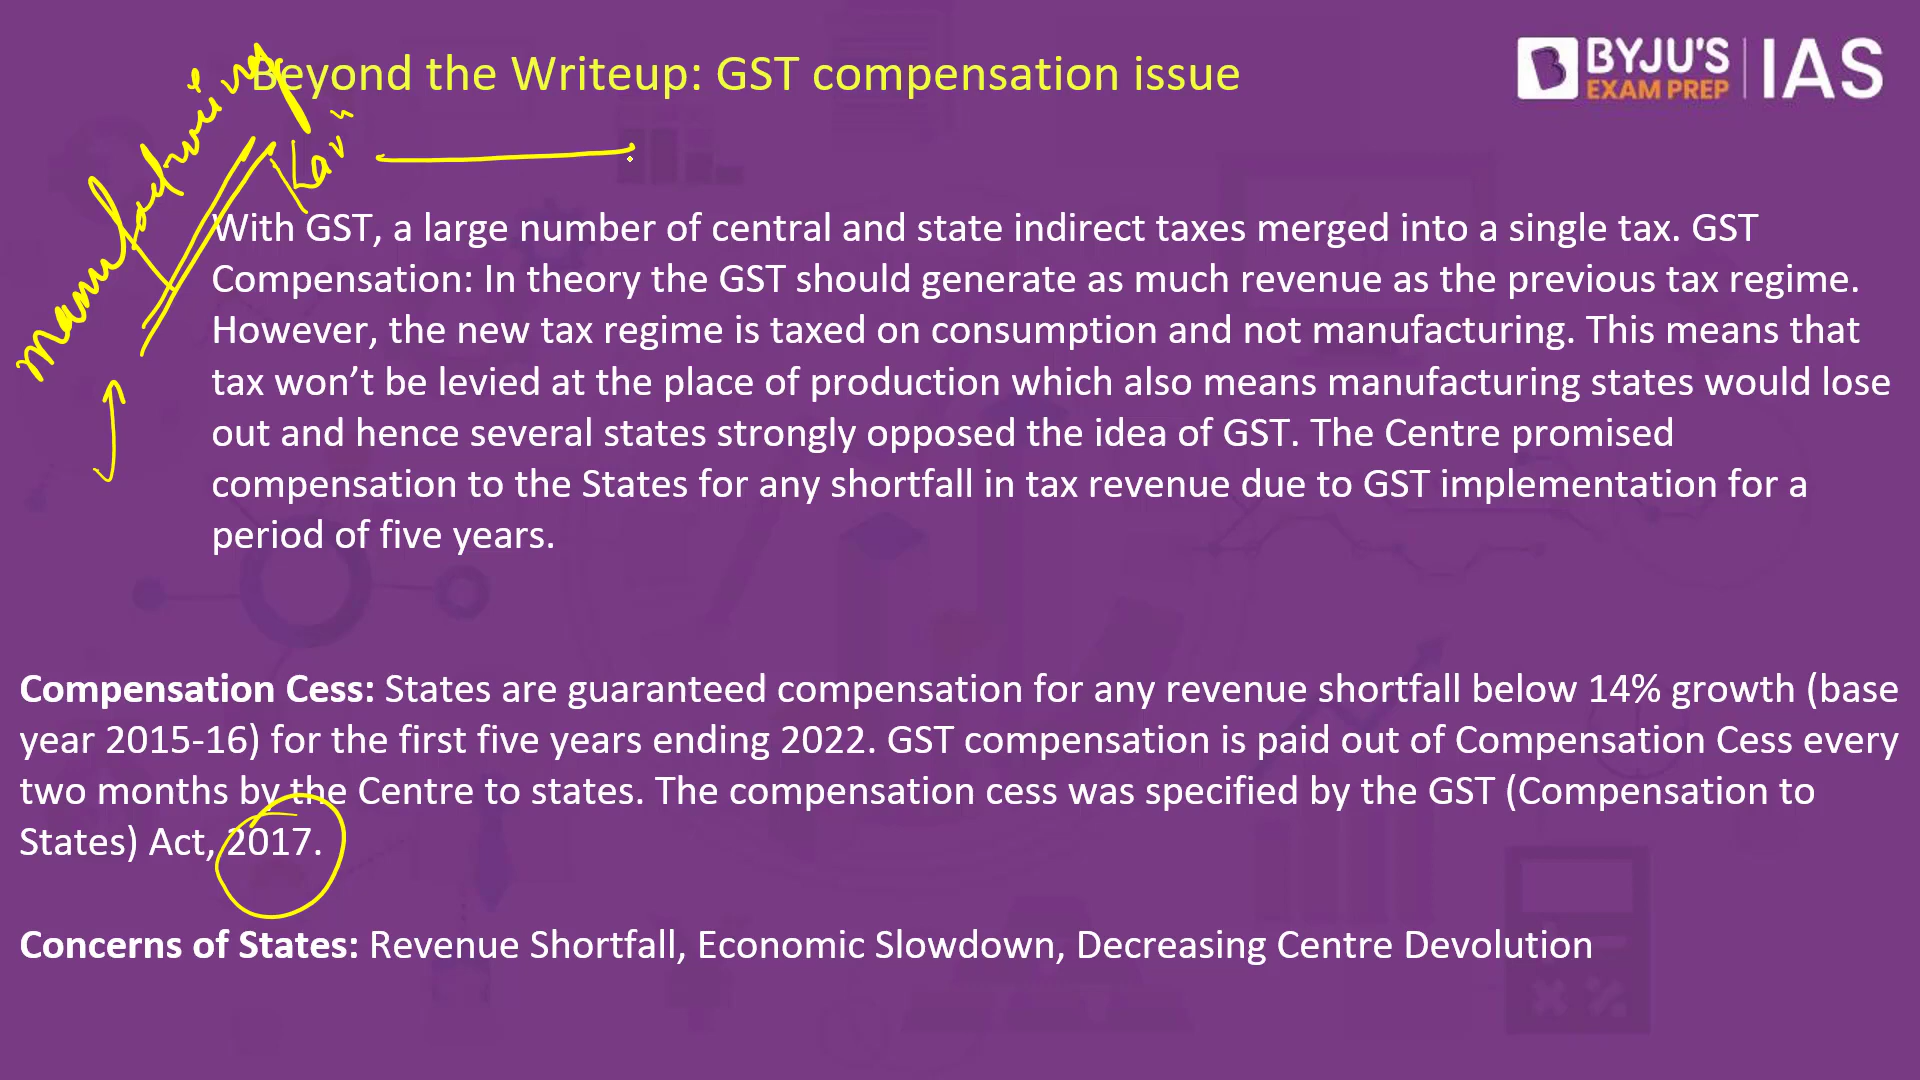 Beyond the Writeup: GST compensation issue
BYJU'S
EXAM PREP
IAS
manufacturing
With GST, a large number of central and state indirect taxes merged into a single tax. GST
Compensation: In theory the GST should generate as much revenue as the previous tax regime.
However, the new tax regime is taxed on consumption and not manufacturing. This means that
tax won’t be levied at the place of production which also means manufacturing states would lose
out and hence several states strongly opposed the idea of GST. The Centre promised
compensation to the States for any shortfall in tax revenue due to GST implementation for a
period of five years.
Compensation Cess: States are guaranteed compensation for any revenue shortfall below 14% growth (base
year 2015-16) for the first five years ending 2022. GST compensation is paid out of Compensation Cess every
two months by the Centre to states. The compensation cess was specified by the GST (Compensation to
States) Act, 2017.
Concerns of States: Revenue Shortfall, Economic Slowdown, Decreasing Centre Devolution